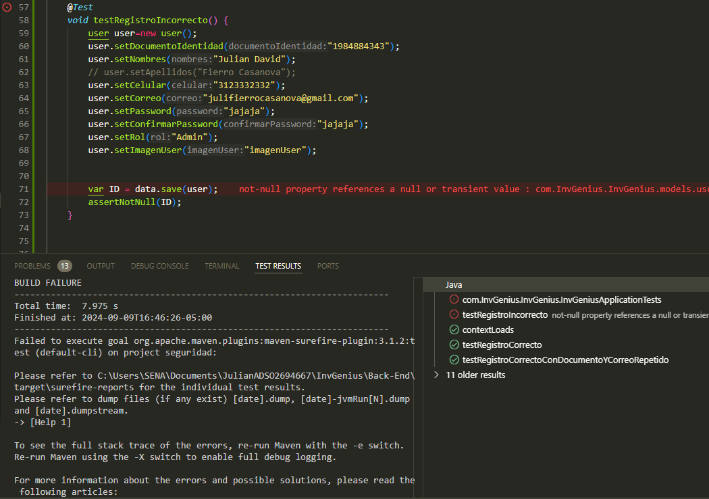 57 @Test
58 void testRegistroIncorrecto() {
59 user user=new user();
60 user.setDocumentoIdentidad(documentoIdentidad:"1984884343");
61 user.setNombres(nombres:"Julian David");
62 // user.setApellidos("Fierro Casanova");
63 user.setCelular(celular:"3123332332");
64 user.setCorreo(correo:"julifierrocasanova@gmail.com");
65 user.setPassword(password:"jajaja");
66 user.setConfirmarPassword(confirmarPassword:"jajaja");
67 user.setRol(rol:"Admin");
68 user.setImagenUser(imagenUser:"imagenUser");
69
70
71 var ID = data.save(user); not-null property references a null or transient value : com.InvGenius.InvGenius.models.use
72 assertNotNull(ID);
73 }
74
75
PROBLEMS 13 OUTPUT DEBUG CONSOLE TERMINAL TEST RESULTS PORTS
BUILD FAILURE
------------------------------------------------------------------------
Total time: 7.975 s
Finished at: 2024-09-09T16:46:26-05:00
------------------------------------------------------------------------
Failed to execute goal org.apache.maven.plugins:maven-surefire-plugin:3.1.2:t
est (default-cli) on project seguridad:
Please refer to C:\Users\SENA\Documents\JulianADSO2694667\InvGenius\Back-End\
target\surefire-reports for the individual test results.
Please refer to dump files (if any exist) [date].dump, [date]-jvmRun[N].dump
and [date].dumpstream.
-> [Help 1]
To see the full stack trace of the errors, re-run Maven with the -e switch.
Re-run Maven using the -X switch to enable full debug logging.
For more information about the errors and possible solutions, please read the
following articles:
Java
com.InvGenius.InvGenius.InvGeniusApplicationTests
testRegistroIncorrecto not-null property references a null or transien
contextLoads
testRegistroCorrecto
testRegistroCorrectoConDocumentoYCorreoRepetido
11 older results